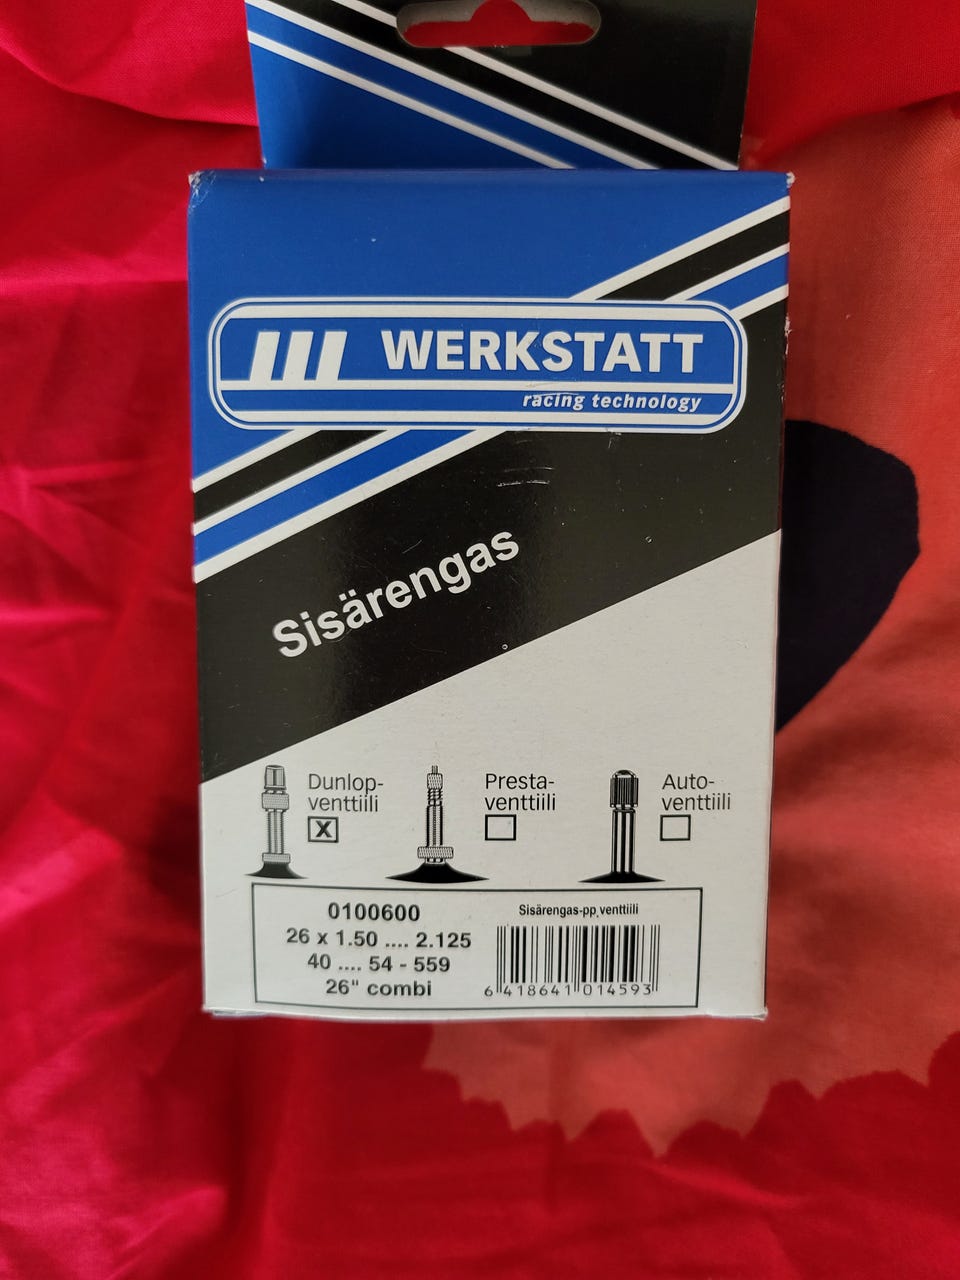 WERKSTATT
racing technology
Sisärengas
Dunlop-
venttiili
X
Presta-
venttiili
Auto-
venttiili
0100600
26 x 1.50 .... 2.125
40 .... 54 - 559
26" combi
Sisärengas-pp venttiili
6 418641 014593